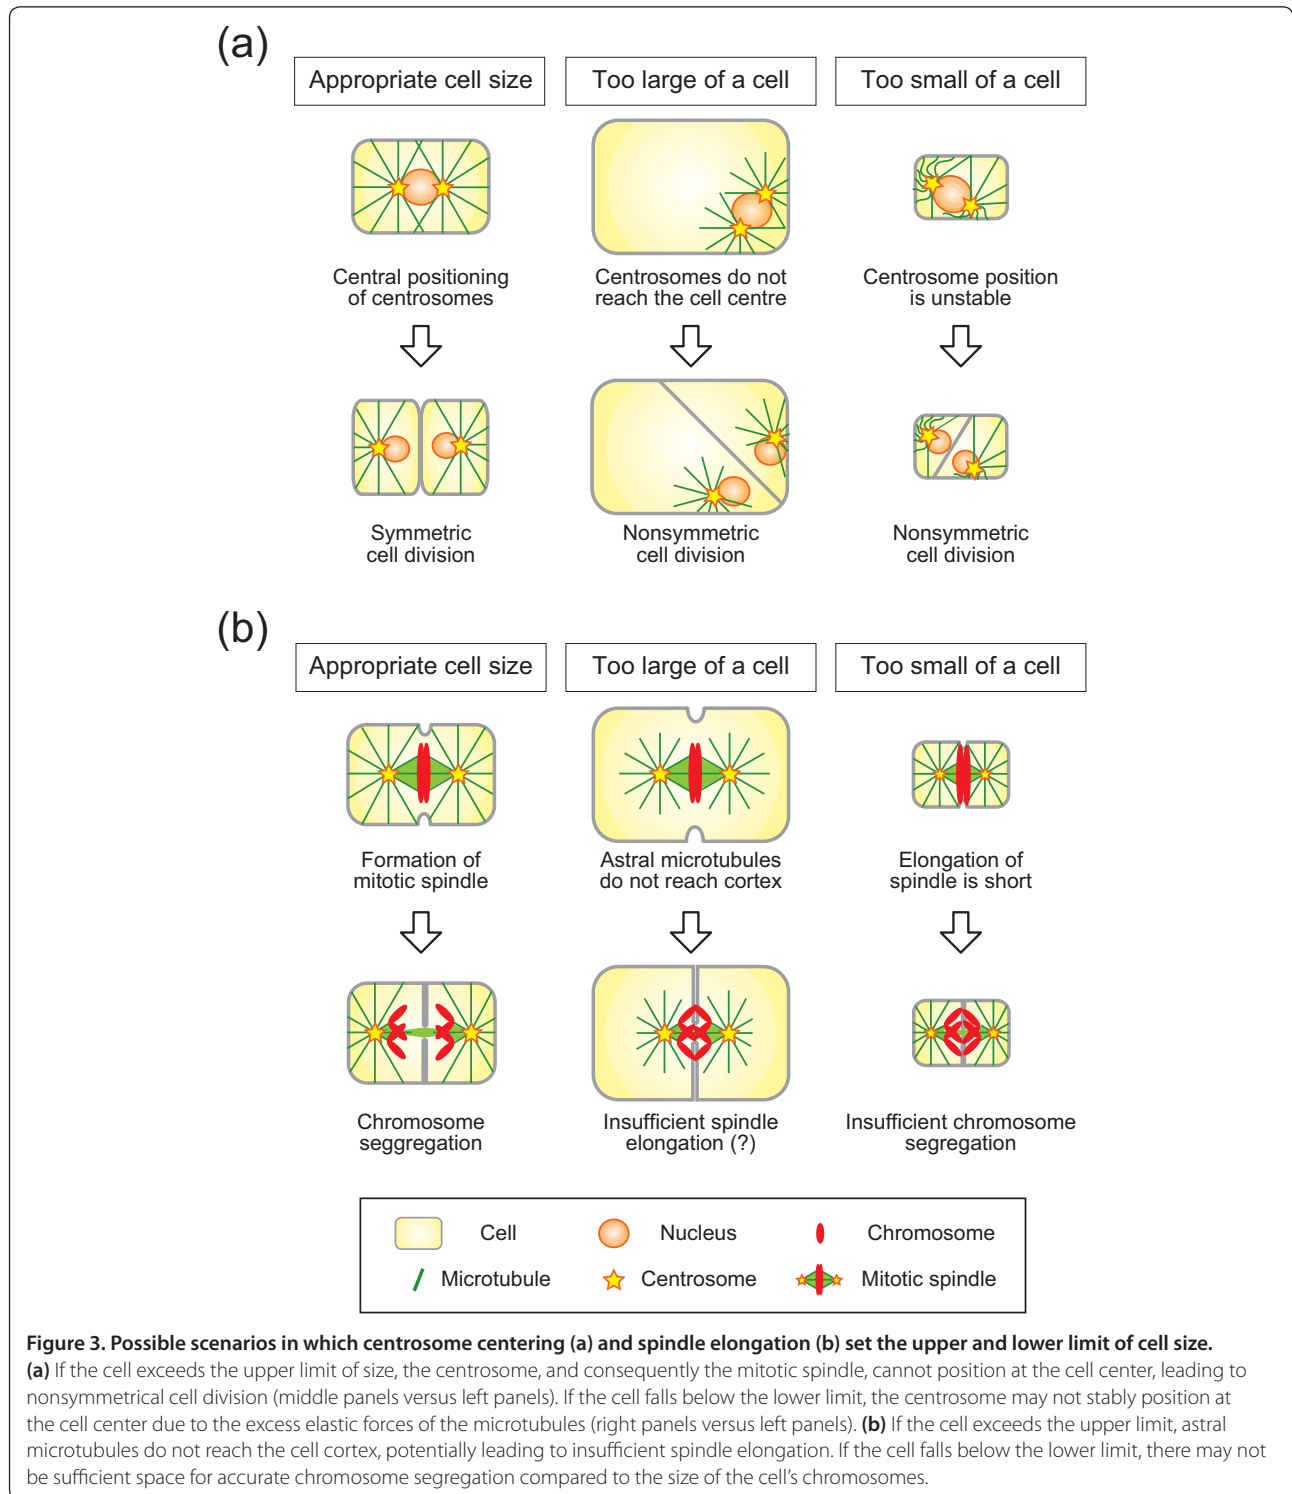 (a)
Appropriate cell size
Too large of a cell
Too small of a cell
Central positioning
of centrosomes
Centrosomes do not
reach the cell centre
Centrosome position
is unstable
Symmetric
cell division
Nonsymmetric
cell division
Nonsymmetric
cell division
(b)
Appropriate cell size
Too large of a cell
Too small of a cell
Formation of
mitotic spindle
Astral microtubules
do not reach cortex
Elongation of
spindle is short
Chromosome
seggregation
Insufficient spindle
elongation (?)
Insufficient chromosome
segregation
Cell
Nucleus
Chromosome
Microtubule
Centrosome
Mitotic spindle
Figure 3. Possible scenarios in which centrosome centering (a) and spindle elongation (b) set the upper and lower limit of cell size.
(a) If the cell exceeds the upper limit of size, the centrosome, and consequently the mitotic spindle, cannot position at the cell center, leading to
nonsymmetrical cell division (middle panels versus left panels). If the cell falls below the lower limit, the centrosome may not stably position at
the cell center due to the excess elastic forces of the microtubules (right panels versus left panels). (b) If the cell exceeds the upper limit, astral
microtubules do not reach the cell cortex, potentially leading to insufficient spindle elongation. If the cell falls below the lower limit, there may not
be sufficient space for accurate chromosome segregation compared to the size of the cell's chromosomes.